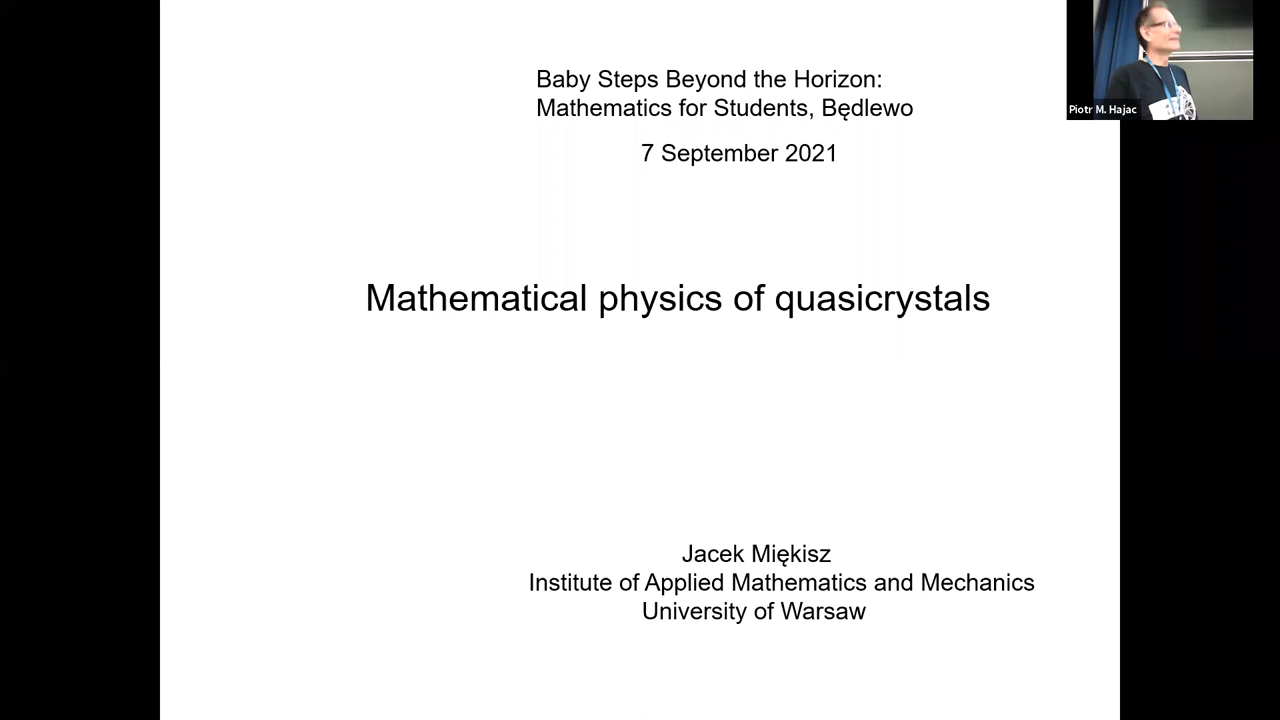 Baby Steps Beyond the Horizon:
Mathematics for Students, Będlewo
7 September 2021
Piotr M. Hajac
Mathematical physics of quasicrystals
Jacek Miękisz
Institute of Applied Mathematics and Mechanics
University of Warsaw